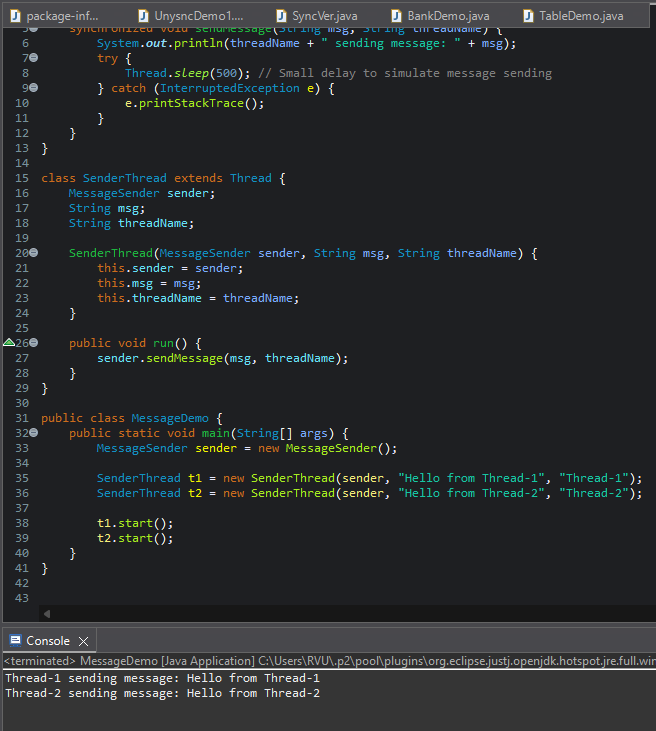 package-inf...
UnysncDemo1....
SyncVer.java
BankDemo.java
TableDemo.java
5 synchronized void sendMessage(String msg, String threadName) {
6 System.out.println(threadName + " sending message: " + msg);
7 try {
8 Thread.sleep(500); // Small delay to simulate message sending
9 } catch (InterruptedException e) {
10 e.printStackTrace();
11 }
12 }
13 }
14
15 class SenderThread extends Thread {
16 MessageSender sender;
17 String msg;
18 String threadName;
19
20 SenderThread(MessageSender sender, String msg, String threadName) {
21 this.sender = sender;
22 this.msg = msg;
23 this.threadName = threadName;
24 }
25
26 public void run() {
27 sender.sendMessage(msg, threadName);
28 }
29 }
30
31 public class MessageDemo {
32 public static void main(String[] args) {
33 MessageSender sender = new MessageSender();
34
35 SenderThread t1 = new SenderThread(sender, "Hello from Thread-1", "Thread-1");
36 SenderThread t2 = new SenderThread(sender, "Hello from Thread-2", "Thread-2");
37
38 t1.start();
39 t2.start();
40 }
41 }
42
43
Console
<terminated> MessageDemo [Java Application] C:\Users\RVU\.p2\pool\plugins\org.eclipse.justj.openjdk.hotspot.jre.full.win
Thread-1 sending message: Hello from Thread-1
Thread-2 sending message: Hello from Thread-2